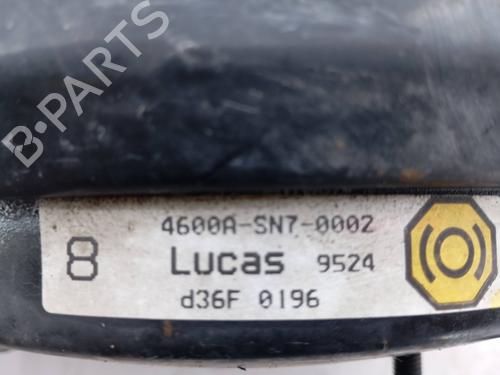 B-PARTS
4600A-SN7-0002
8
Lucas 9524
d36F 0196